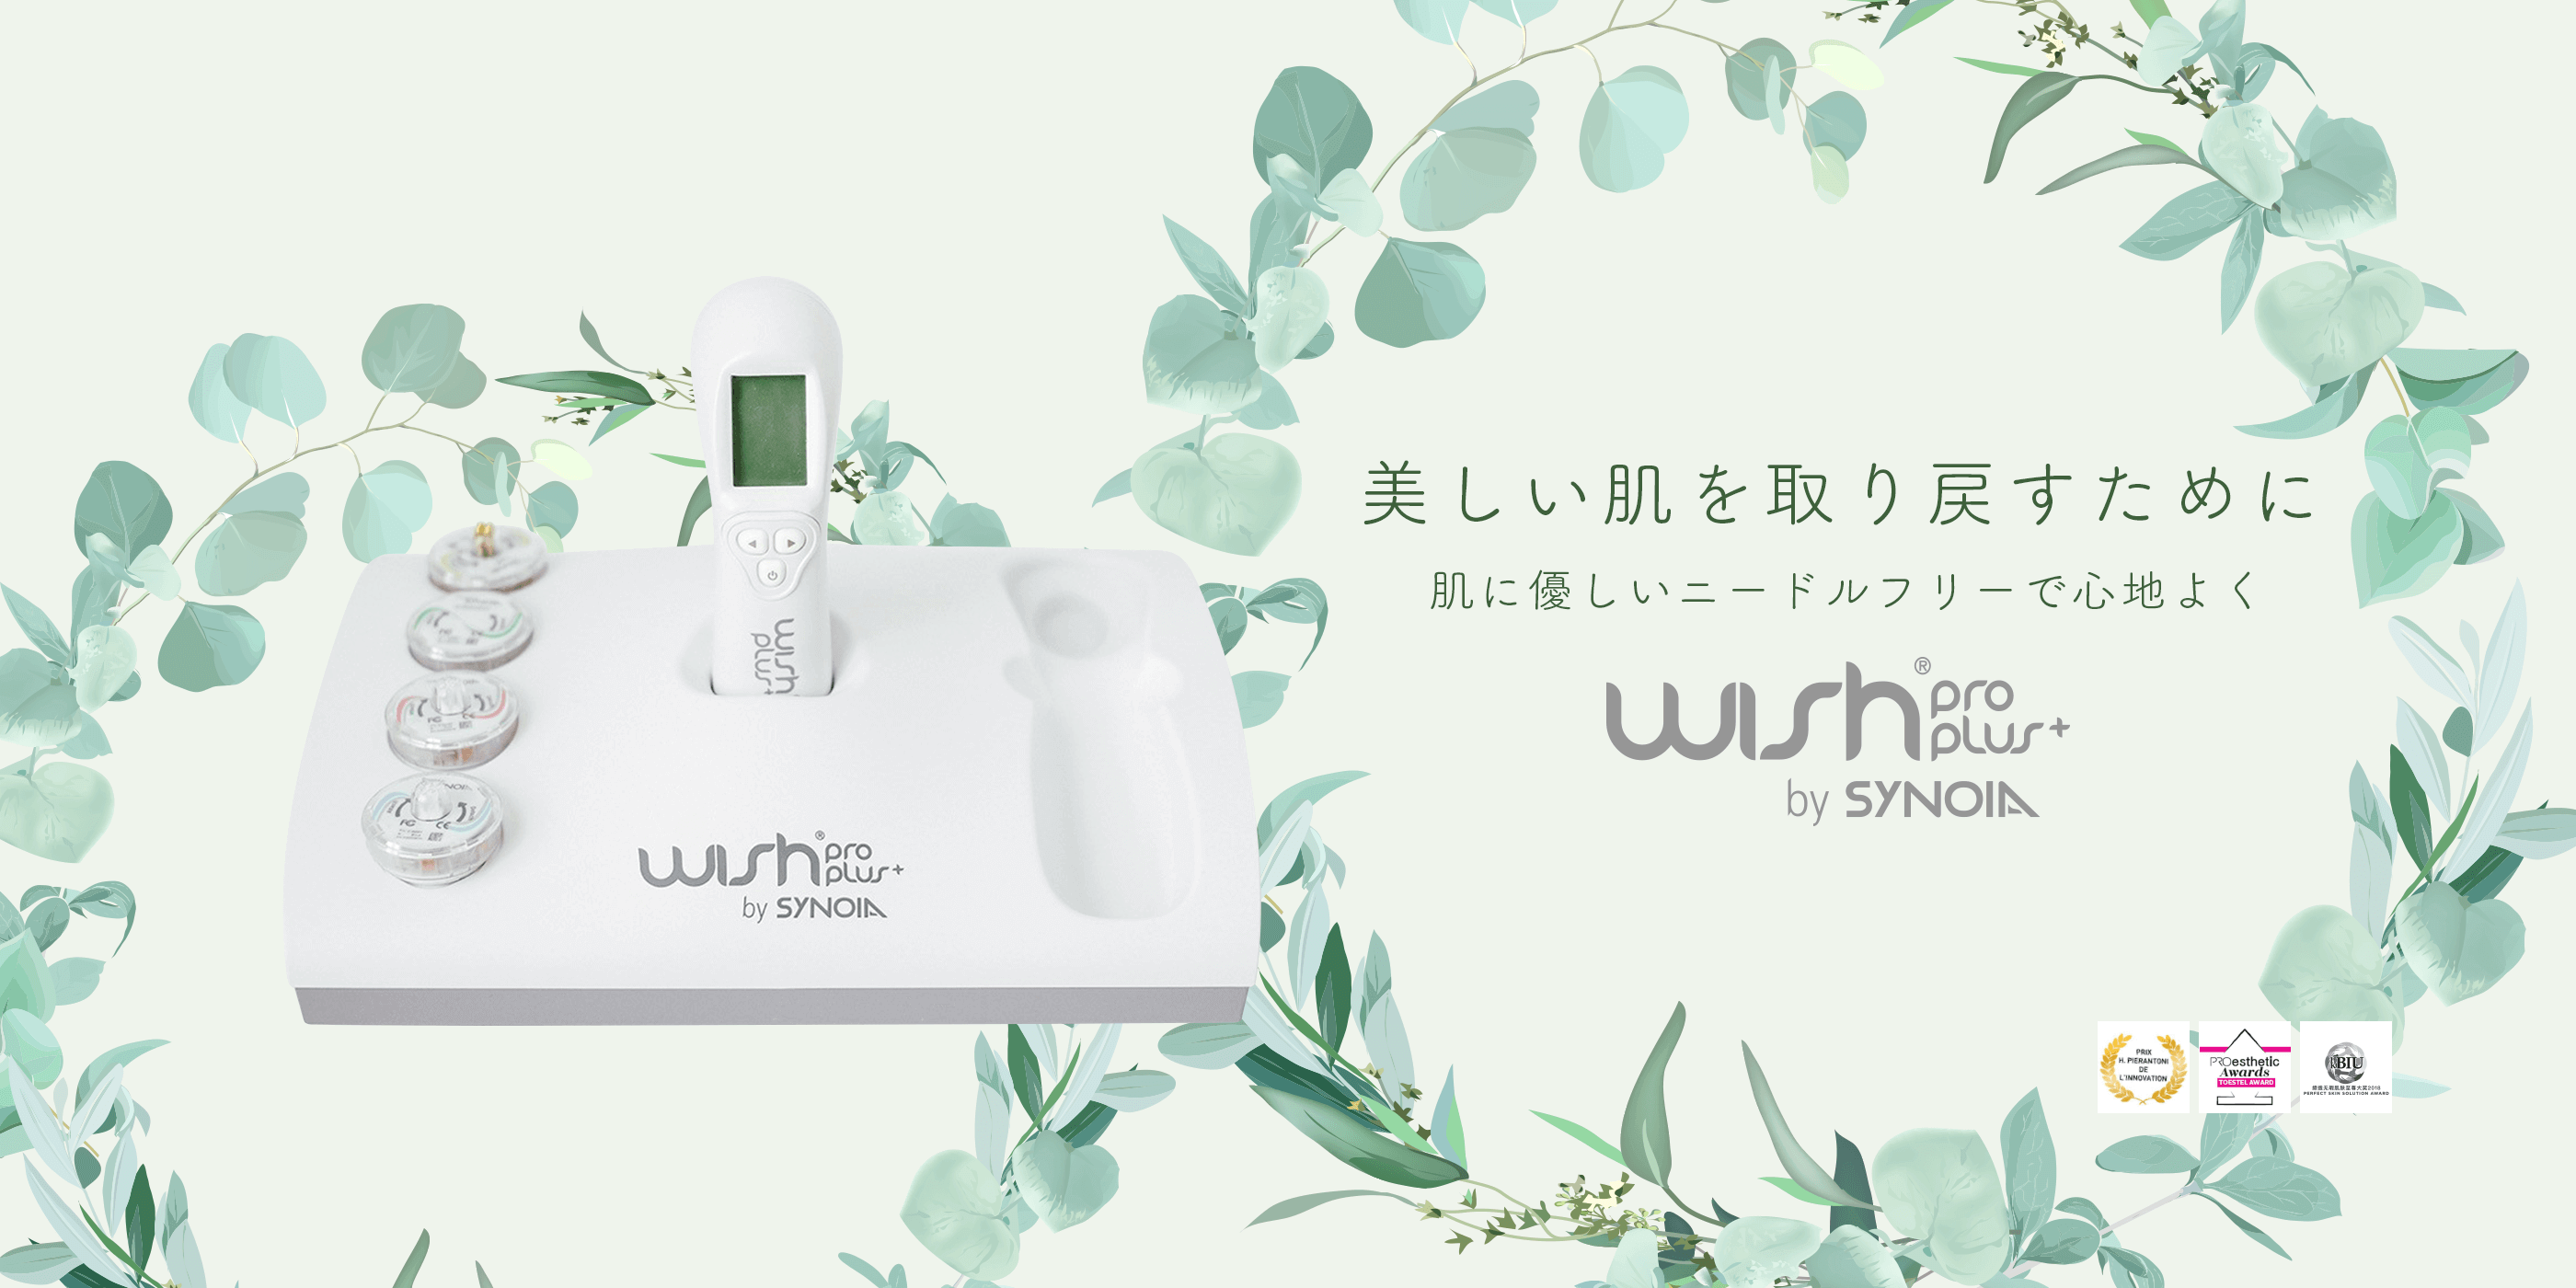 美しい肌を取り戻すために
肌に優しいニードルフリーで心地よく
wish® pro plus+
by SYNOIA
wish
plus+
wish® pro plus+
by SYNOIA
PRIX
H. PIERANTONI
DE
L'INNOVATION
PROesthetic
Awards
TOESTEL AWARD
BIU
PERFECT SKIN SOLUTION AWARD